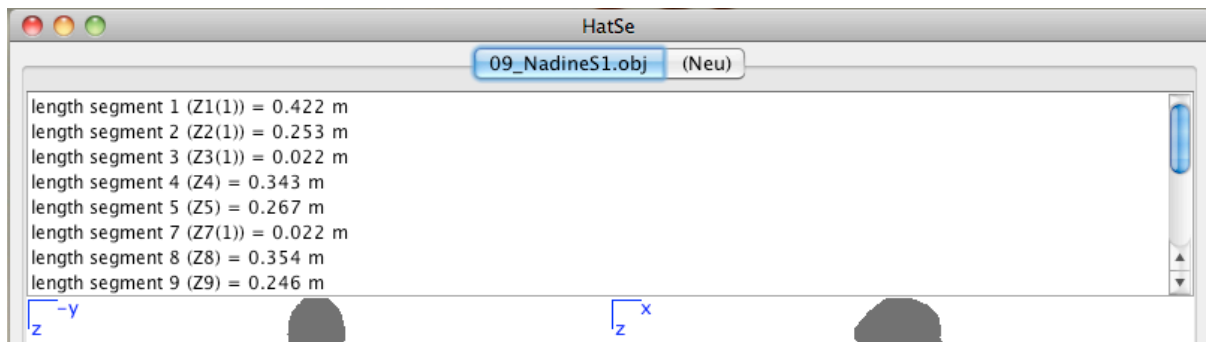 HatSe
09_NadineS1.obj (Neu)
length segment 1 (Z1(1)) = 0.422 m
length segment 2 (Z2(1)) = 0.253 m
length segment 3 (Z3(1)) = 0.022 m
length segment 4 (Z4) = 0.343 m
length segment 5 (Z5) = 0.267 m
length segment 7 (Z7(1)) = 0.022 m
length segment 8 (Z8) = 0.354 m
length segment 9 (Z9) = 0.246 m
-y x
z z